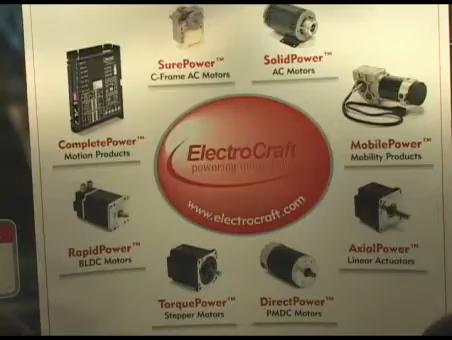 SurePower™
C-Frame AC Motors
SolidPower™
AC Motors
CompletePower™
Motion Products
MobilePower™
Mobility Products
ElectroCraft
powering
www.electrocraft.com
RapidPower™
BLDC Motors
AxialPower™
Linear Actuators
TorquePower™
Stepper Motors
DirectPower™
PMDC Motors